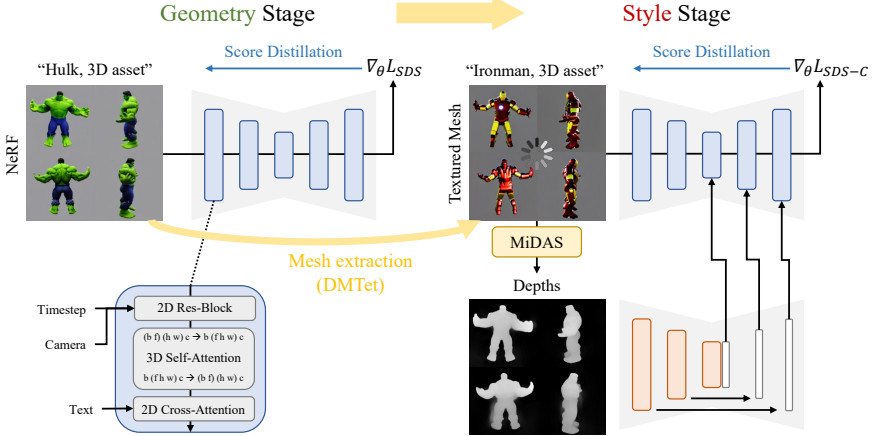 Geometry Stage
Style Stage
Score Distillation
Score Distillation
“Hulk, 3D asset”
∇θLSDS
“Ironman, 3D asset”
∇θLSDS−C
NeRF
Textured Mesh
MiDAS
Mesh extraction
(DMTet)
Depths
Timestep
Camera
Text
2D Res-Block
(b f) (h w) c → b (f h w) c
3D Self-Attention
b (f h w) c → (b f) (h w) c
2D Cross-Attention